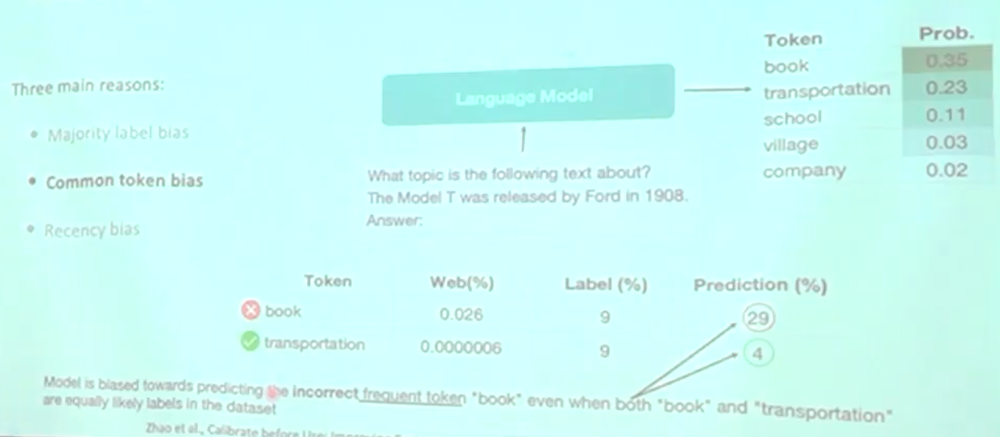 Three main reasons:
• Majority label bias
• Common token bias
• Recency bias
Language Model
What topic is the following text about?
The Model T was released by Ford in 1908.
Answer:
Token Prob.
book 0.35
transportation 0.23
school 0.11
village 0.03
company 0.02
Token Web(%) Label (%) Prediction (%)
book 0.026 9 29
transportation 0.0000006 9 4
Model is biased towards predicting the incorrect frequent token "book" even when both "book" and "transportation"
are equally likely labels in the dataset
Zhao et al., Calibrate before Use: